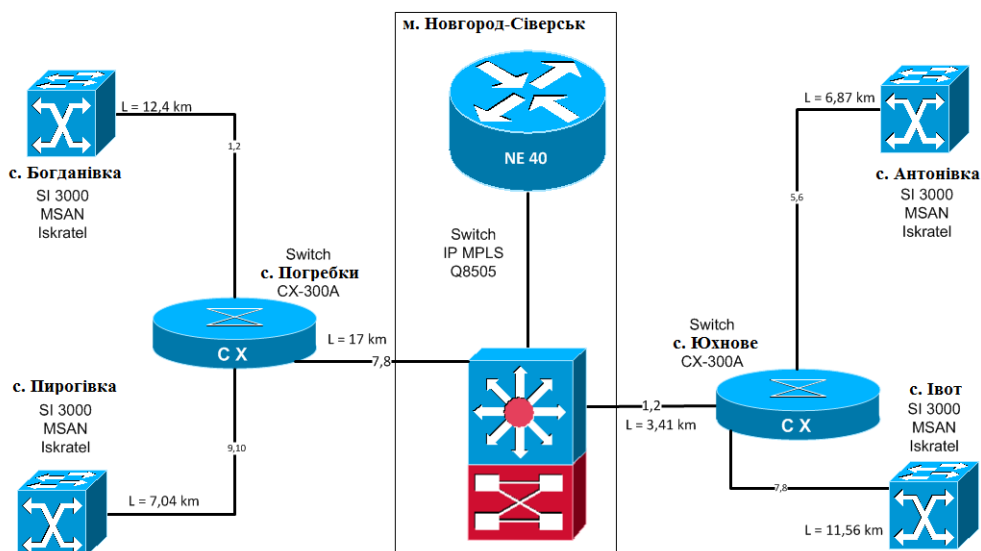 м. Новгород-Сіверськ
L = 12,4 km
1,2
с. Богданівка
SI 3000
MSAN
Iskratel
NE 40
L = 6,87 km
5,6
с. Антонівка
SI 3000
MSAN
Iskratel
Switch
IP MPLS
Q8505
Switch
с. Погребки
CX-300A
C X
L = 17 km
7,8
Switch
с. Юхнове
CX-300A
C X
1,2
L = 3,41 km
с. Пирогівка
SI 3000
MSAN
Iskratel
9,10
L = 7,04 km
с. Івот
SI 3000
MSAN
Iskratel
7,8
L = 11,56 km